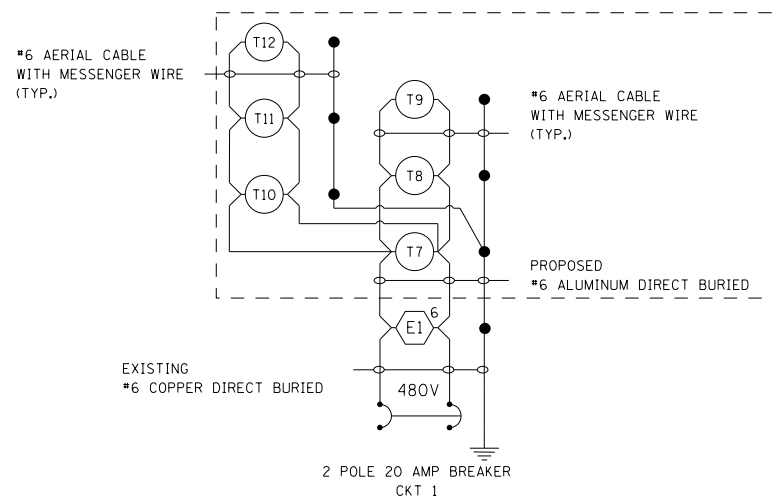 T12
#6 AERIAL CABLE
WITH MESSENGER WIRE
(TYP.)
T11
T10
T9
#6 AERIAL CABLE
WITH MESSENGER WIRE
(TYP.)
T8
T7
PROPOSED
#6 ALUMINUM DIRECT BURIED
E1
6
EXISTING
#6 COPPER DIRECT BURIED
480V
2 POLE 20 AMP BREAKER
CKT 1